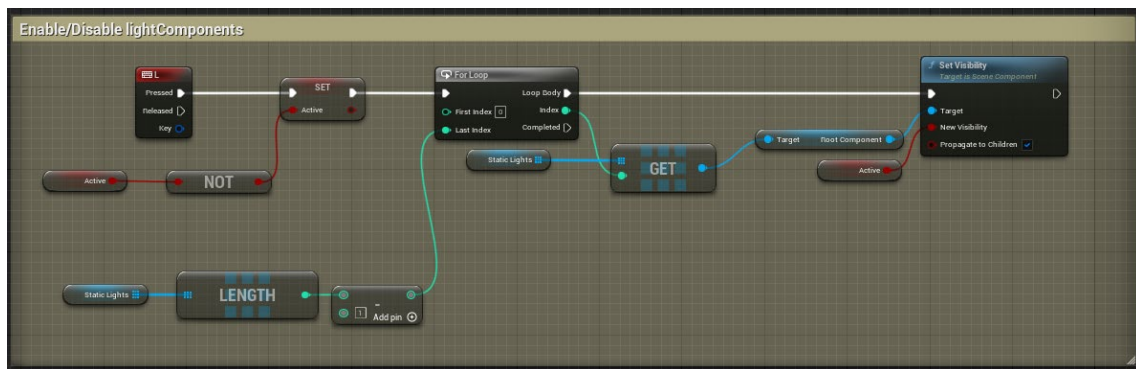 Enable/Disable lightComponents
L
Pressed
Released
Key
SET
Active
Active
NOT
For Loop
Loop Body
First Index 0
Index
Last Index
Completed
Static Lights
GET
Target Root Component
Active
Set Visibility
Target is Scene Component
Target
New Visibility
Propagate to Children
Static Lights
LENGTH
-
1
Add pin